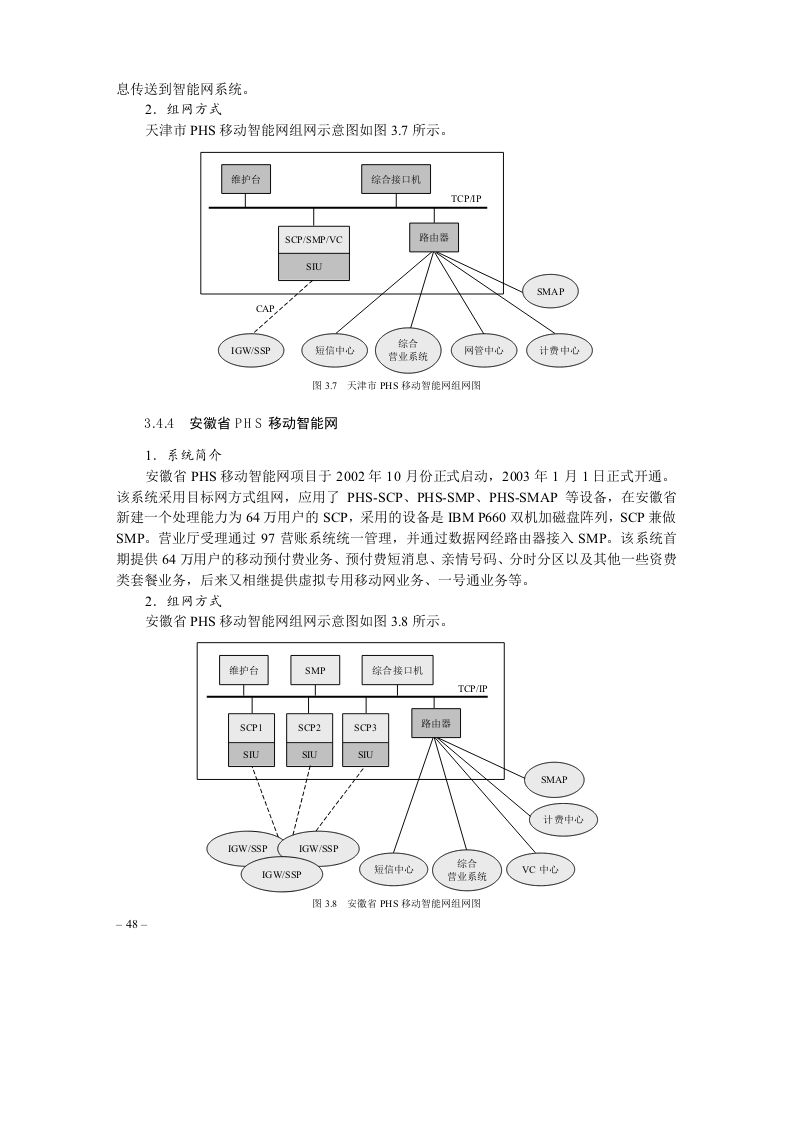 息传送到智能网系统。
2．组网方式
天津市 PHS 移动智能网组网示意图如图 3.7 所示。
维护台
综合接口机
TCP/IP
SCP/SMP/VC
路由器
SIU
SMAP
CAP
IGW/SSP
短信中心
综合
营业系统
网管中心
计费中心
图 3.7 天津市 PHS 移动智能网组网图
3.4.4 安徽省 PHS 移动智能网
1．系统简介
安徽省 PHS 移动智能网项目于 2002 年 10 月份正式启动，2003 年 1 月 1 日正式开通。
该系统采用目标网方式组网，应用了 PHS-SCP、PHS-SMP、PHS-SMAP 等设备，在安徽省
新建一个处理能力为 64 万用户的 SCP，采用的设备是 IBM P660 双机加磁盘阵列，SCP 兼做
SMP。营业厅受理通过 97 营账系统统一管理，并通过数据网经路由器接入 SMP。该系统首
期提供 64 万用户的移动预付费业务、预付费短消息、亲情号码、分时分区以及其他一些资费
类套餐业务，后来又相继提供虚拟专用移动网业务、一号通业务等。
2．组网方式
安徽省 PHS 移动智能网组网示意图如图 3.8 所示。
维护台
SMP
综合接口机
TCP/IP
SCP1
SCP2
SCP3
路由器
SIU
SIU
SIU
SMAP
计费中心
IGW/SSP
IGW/SSP
IGW/SSP
短信中心
综合
营业系统
VC 中心
图 3.8 安徽省 PHS 移动智能网组网图
– 48 –